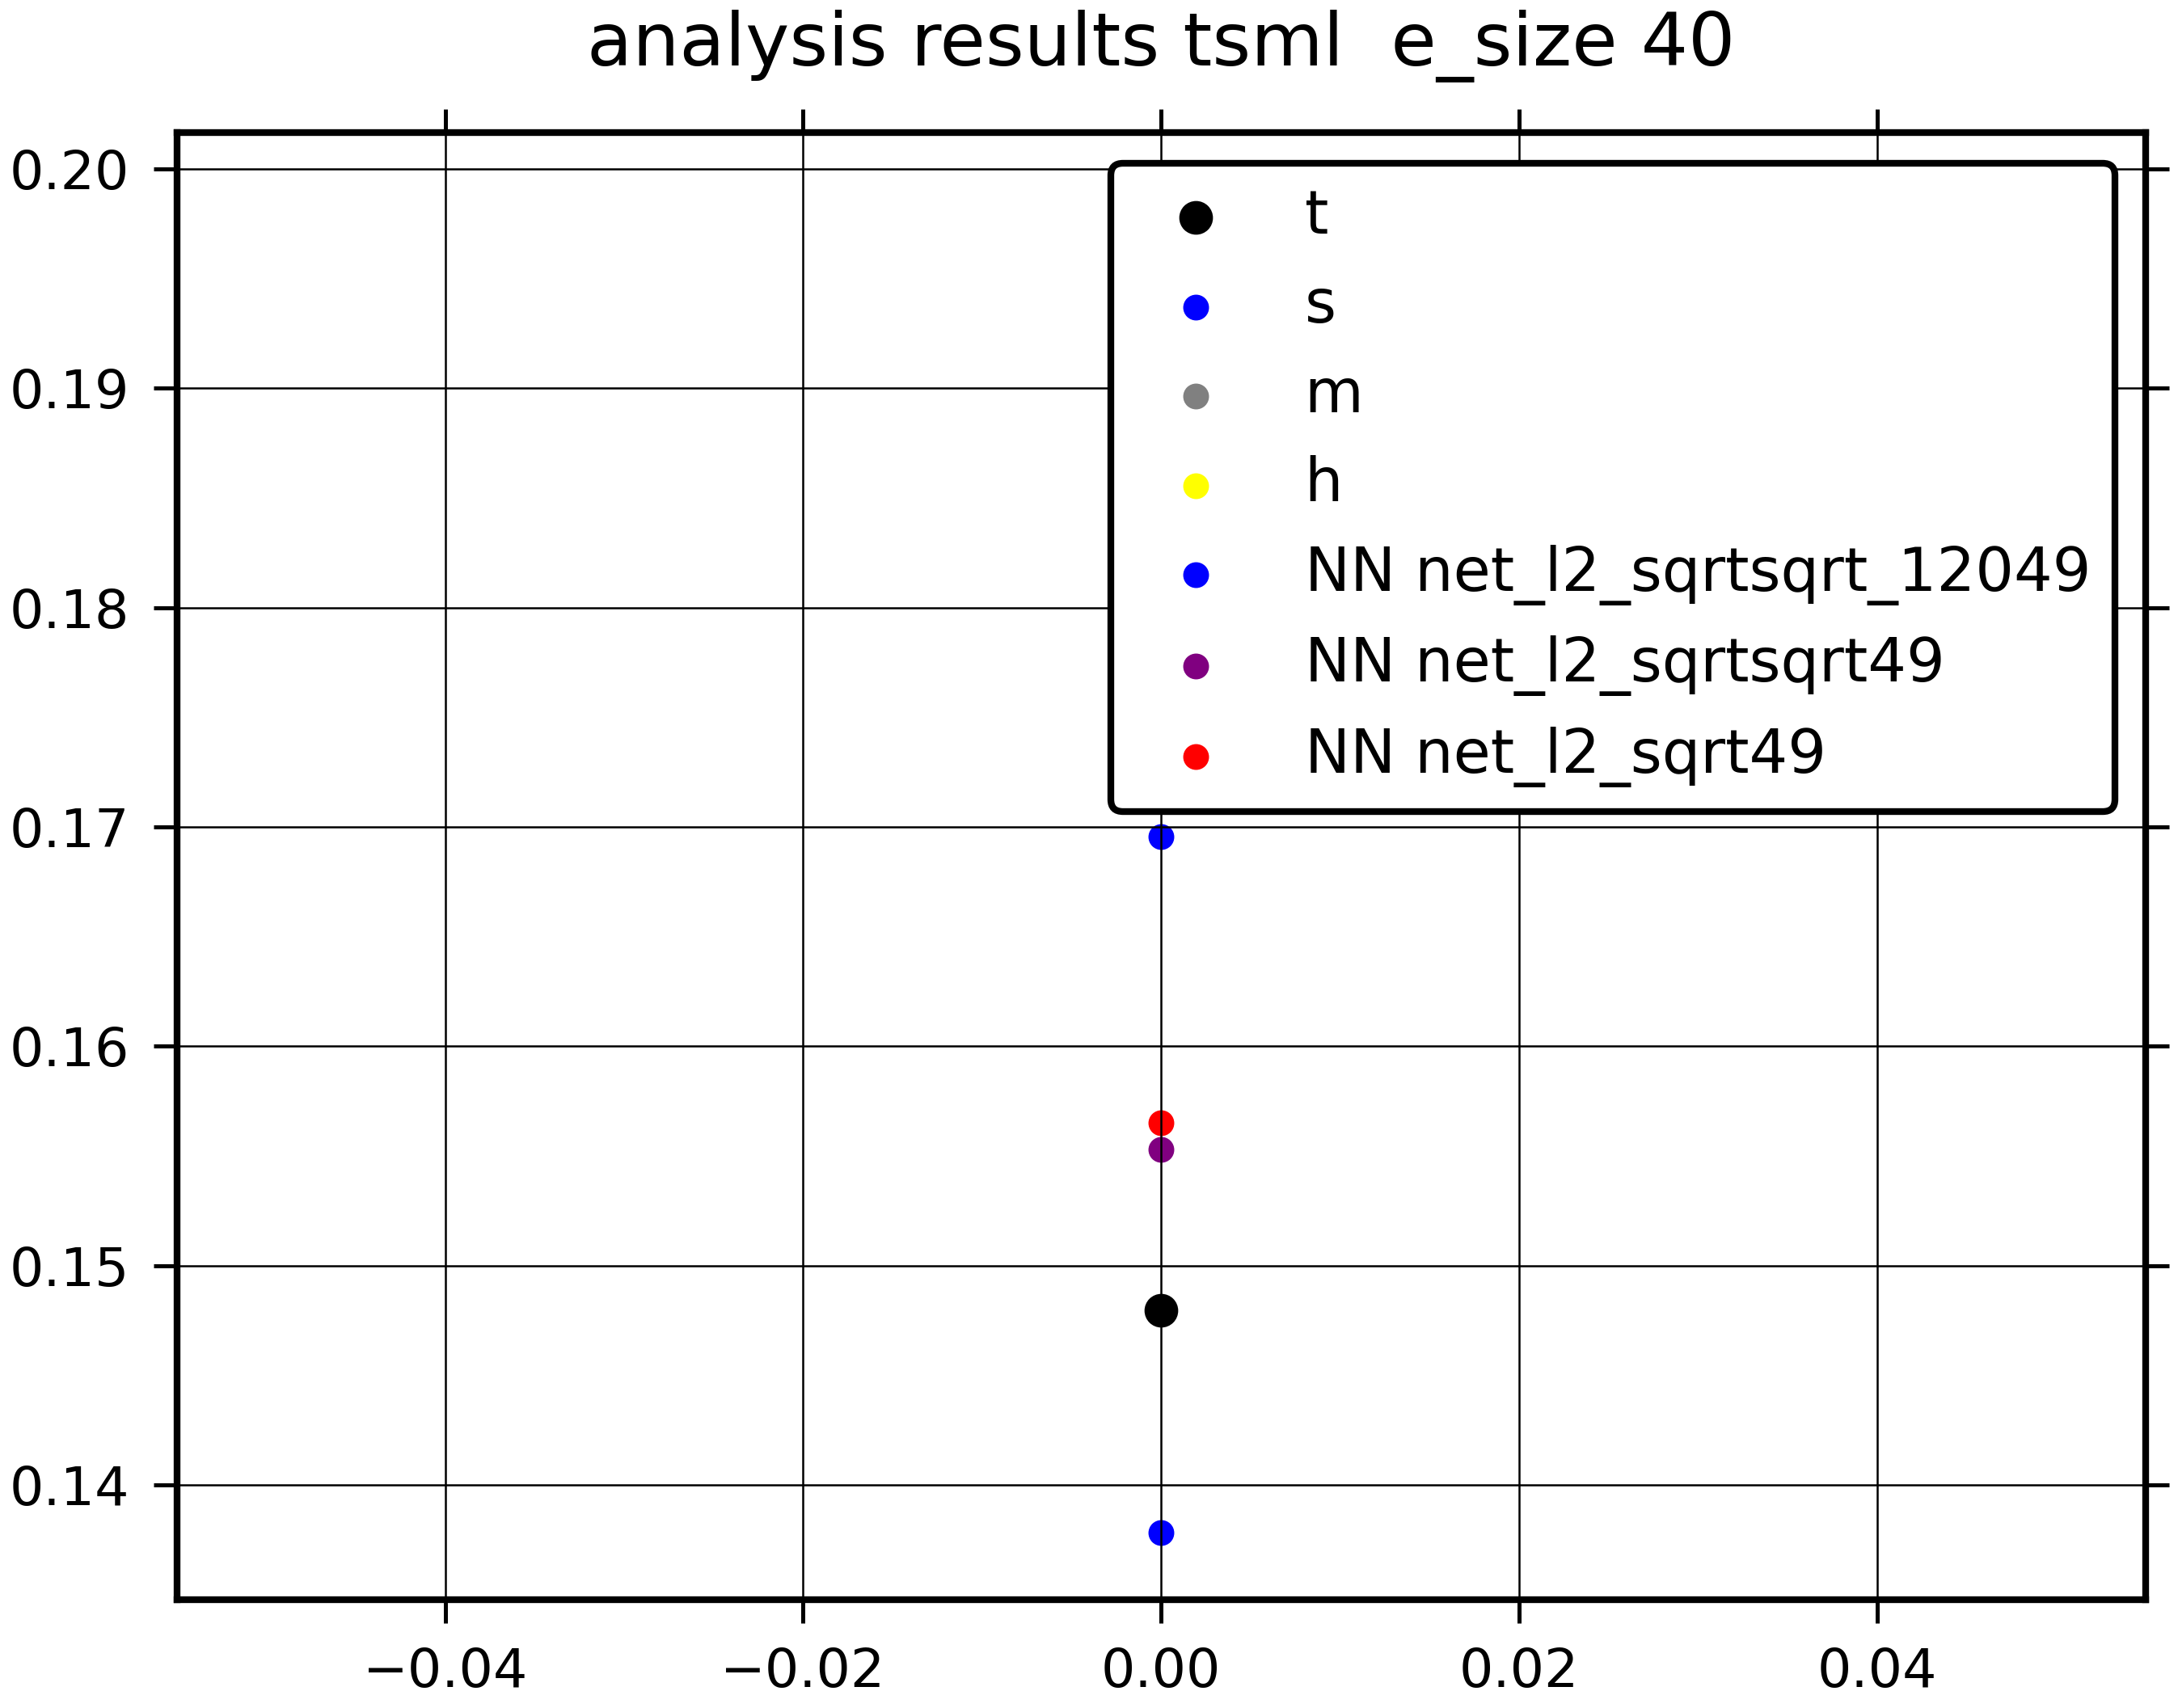 analysis results tsml  e_size 40
0.20
0.19
0.18
0.17
0.16
0.15
0.14
t
s
m
h
NN net_l2_sqrtsqrt_12049
NN net_l2_sqrtsqrt49
NN net_l2_sqrt49
−0.04
−0.02
0.00
0.02
0.04